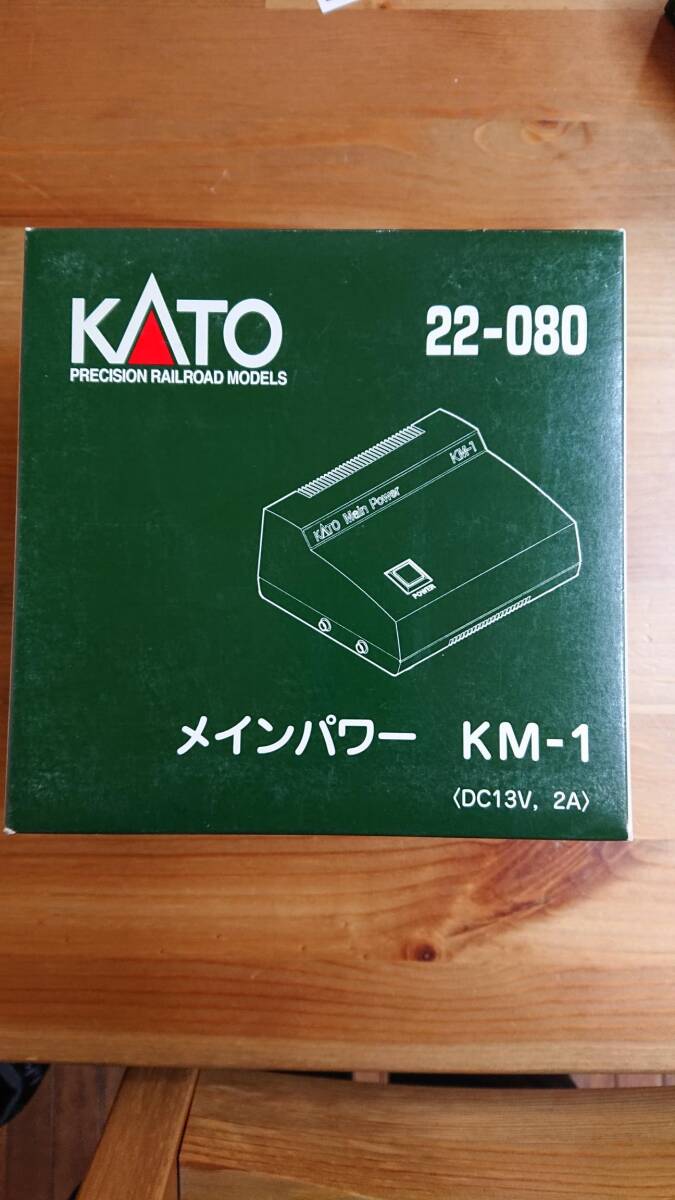 KATO
PRECISION RAILROAD MODELS
22-080
KM-1
KATO Main Power
POWER
メインパワー KM-1
〈DC13V, 2A〉